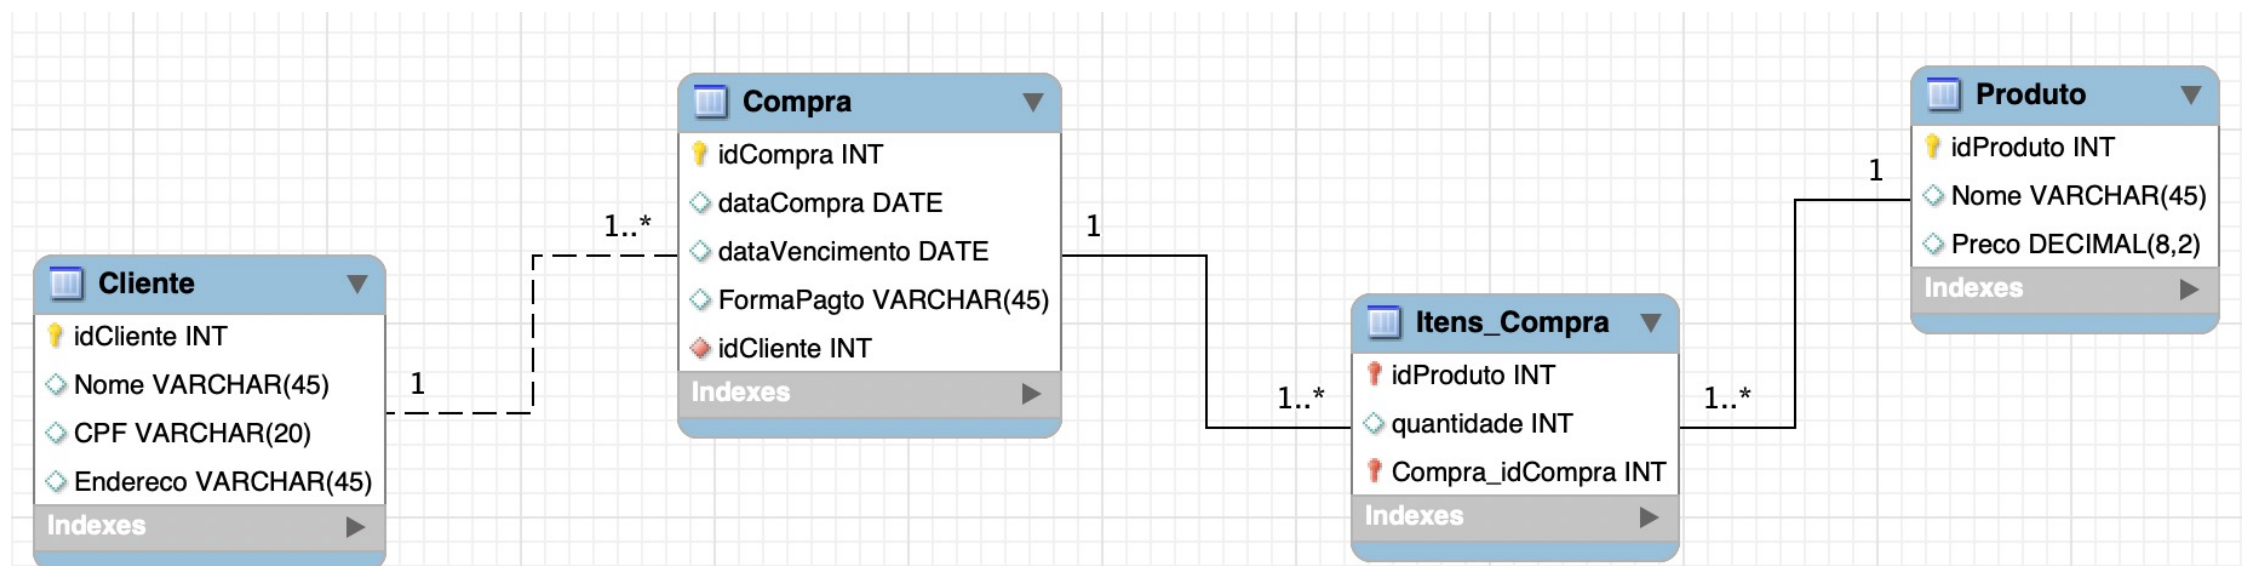 Cliente
idCliente INT
Nome VARCHAR(45)
CPF VARCHAR(20)
Endereco VARCHAR(45)
Indexes
1
1..*
Compra
idCompra INT
dataCompra DATE
dataVencimento DATE
FormaPagto VARCHAR(45)
idCliente INT
Indexes
1
1..*
Itens_Compra
idProduto INT
quantidade INT
Compra_idCompra INT
Indexes
1..*
1
Produto
idProduto INT
Nome VARCHAR(45)
Preco DECIMAL(8,2)
Indexes